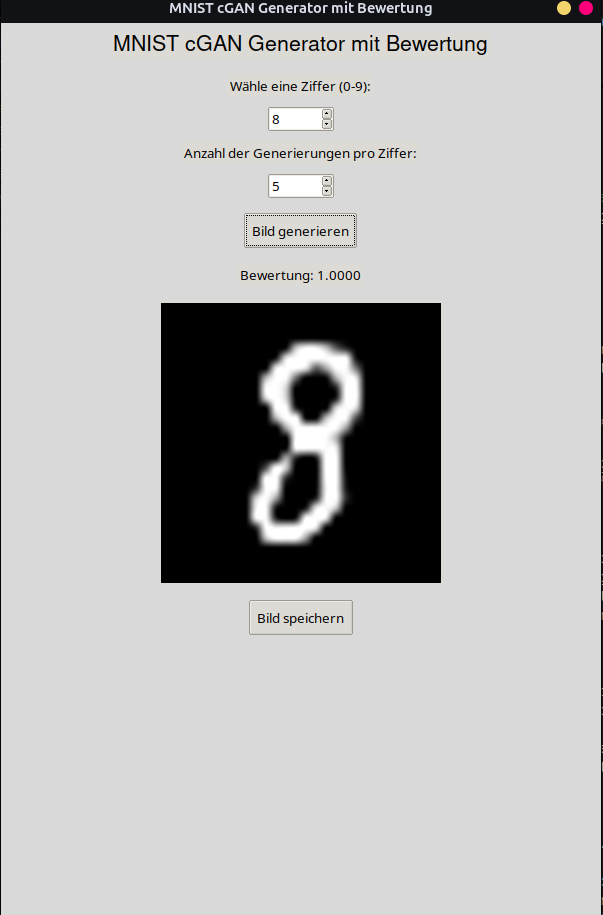 MNIST cGAN Generator mit Bewertung
MNIST cGAN Generator mit Bewertung
Wähle eine Ziffer (0-9):
8
Anzahl der Generierungen pro Ziffer:
5
Bild generieren
Bewertung: 1.0000
8
Bild speichern